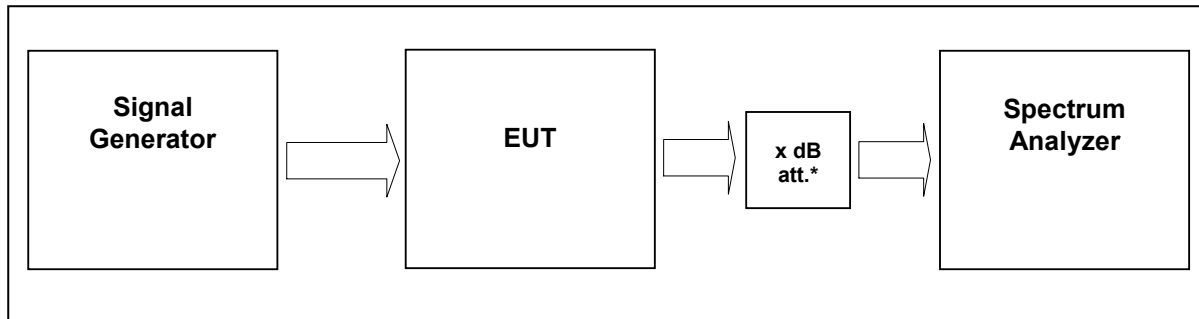 Signal
Generator
EUT
x dB
att.*
Spectrum
Analyzer